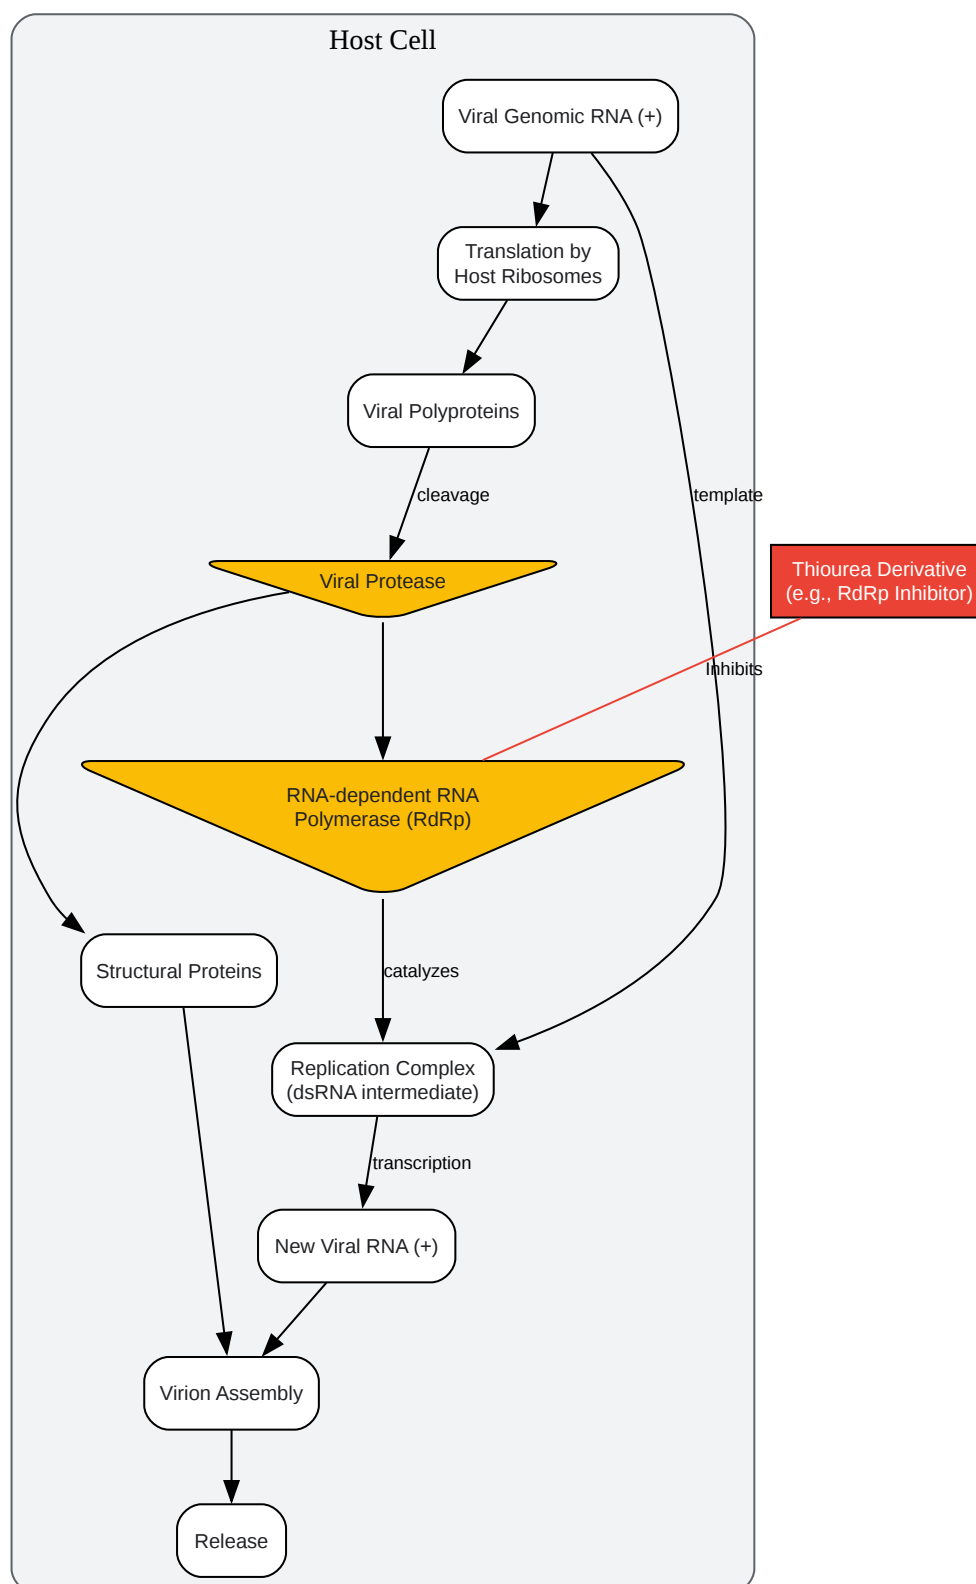 Host Cell
Viral Genomic RNA (+)
Translation by
Host Ribosomes
Viral Polyproteins
cleavage
template
Viral Protease
Thiourea Derivative
(e.g., RdRp Inhibitor)
Inhibits
RNA-dependent RNA
Polymerase (RdRp)
Structural Proteins
catalyzes
Replication Complex
(dsRNA intermediate)
transcription
New Viral RNA (+)
Virion Assembly
Release